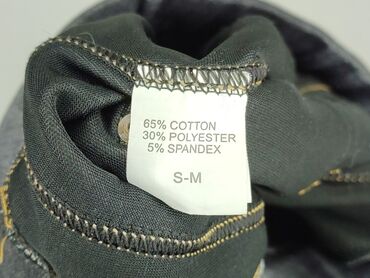 65% COTTON
30% POLYESTER
5% SPANDEX
S-M